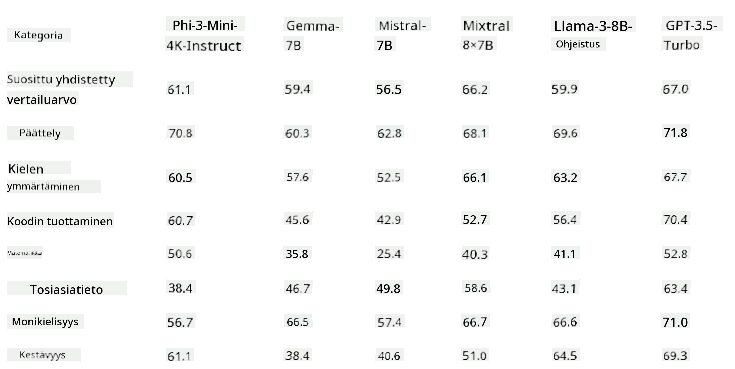 Kategoria Phi-3-Mini-4K-Instruct Gemma-7B Mistral-7B Mixtral 8×7B Llama-3-8B-Ohjeistus GPT-3.5-Turbo
Suosittu yhdistetty vertailuarvo 61.1 59.4 56.5 66.2 59.9 67.0
Päättely 70.8 60.3 62.8 68.1 69.6 71.8
Kielen ymmärtäminen 60.5 57.6 52.5 66.1 63.2 67.7
Koodin tuottaminen 60.7 45.6 42.9 52.7 56.4 70.4
50.6 35.8 25.4 40.3 41.1 52.8
Tosiasiatieto 38.4 46.7 49.8 58.6 43.1 63.4
Monikielisyys 56.7 66.5 57.4 66.7 66.6 71.0
Kestävyys 61.1 38.4 40.6 51.0 64.5 69.3